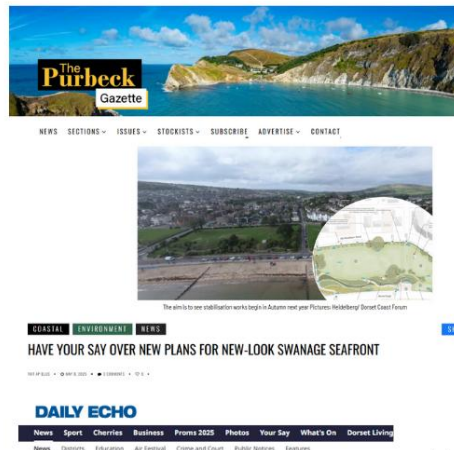 The
Purbeck
Gazette
NEWS SECTIONS ISSUES STOCKISTS SUBSCRIBE ADVERTISE CONTACT
The aim is to see stabilisation works begin in Autumn next year Pictures: Heidelberg/ Dorset Coast Forum
COASTAL ENVIRONMENT NEWS
HAVE YOUR SAY OVER NEW PLANS FOR NEW-LOOK SWANAGE SEAFRONT
DAILY ECHO
News Sport Cherries Business Proms 2025 Photos Your Say What's On Dorset Living
News Districts Education Air Festival Crime and Court Public Notices Features